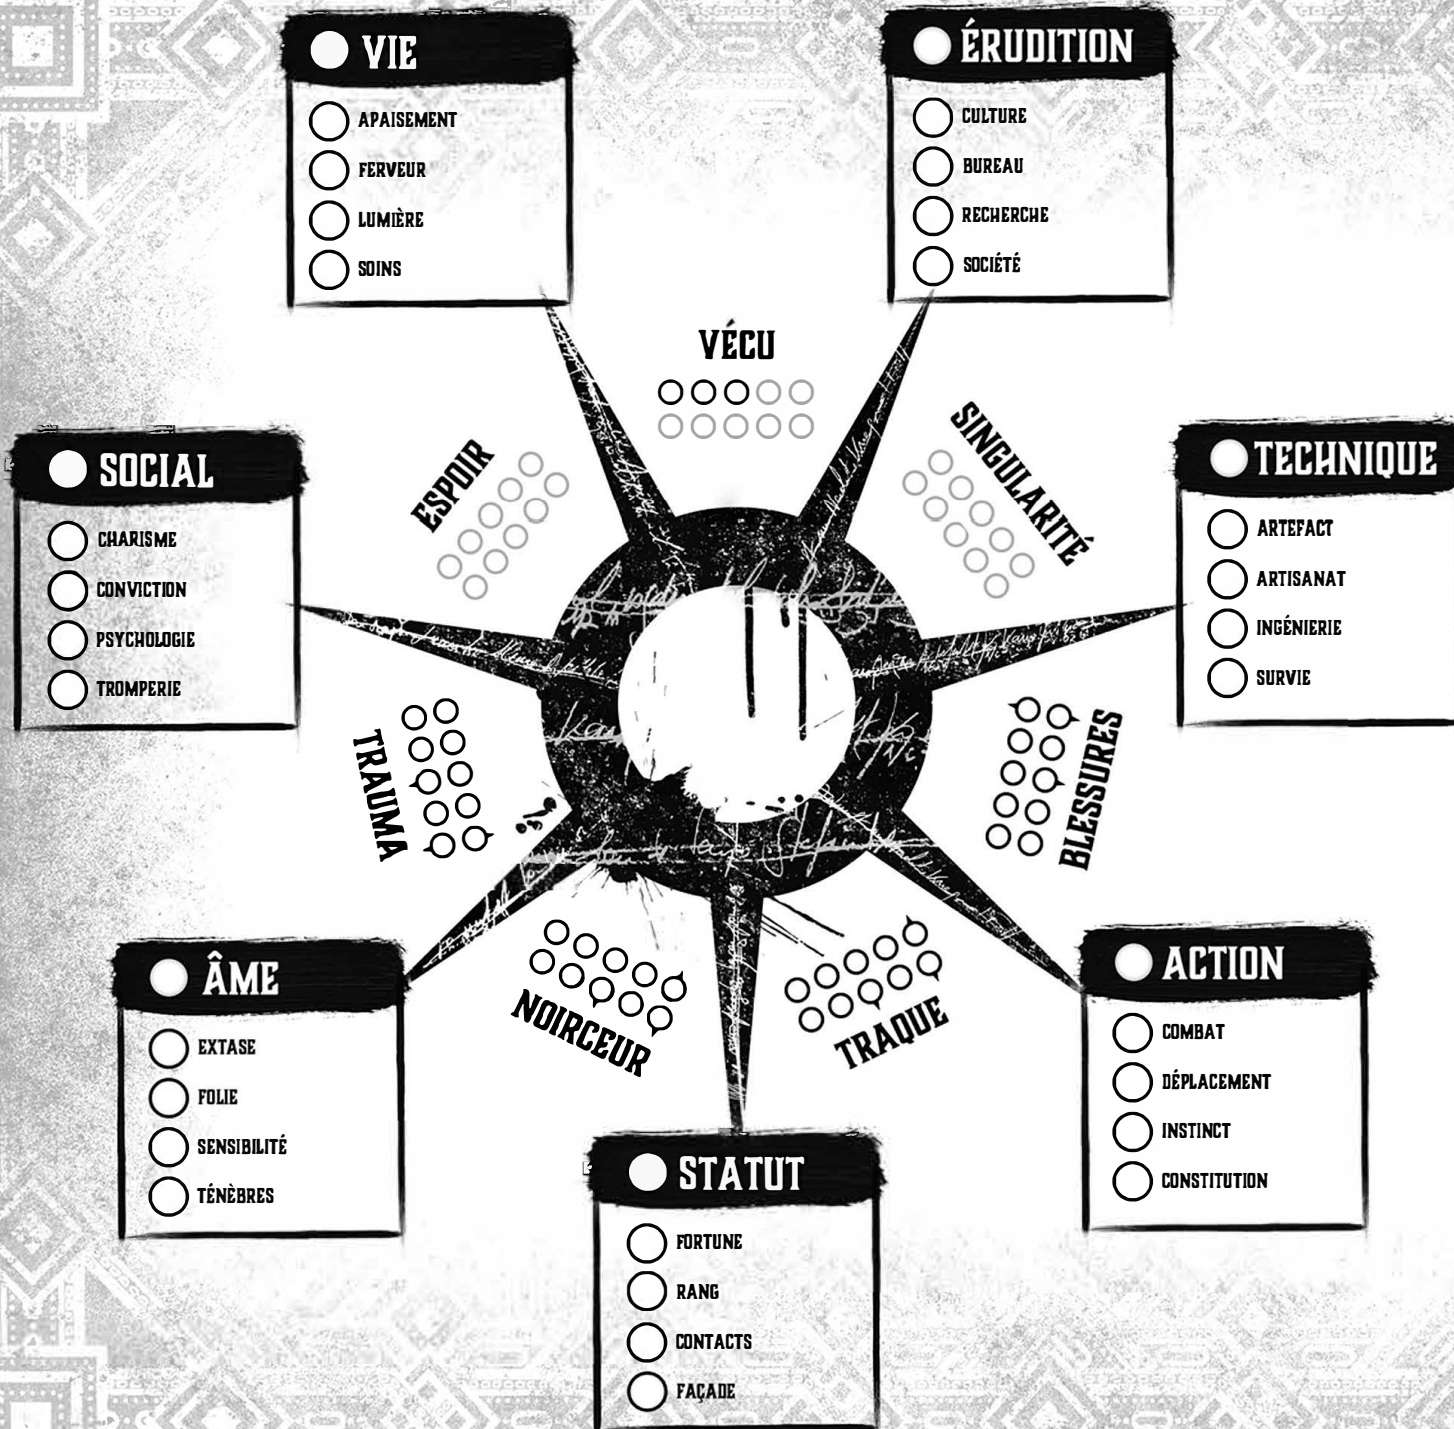 VIE
APAISEMENT
FERVEUR
LUMIÈRE
SOINS
ÉRUDITION
CULTURE
BUREAU
RECHERCHE
SOCIÉTÉ
VÉCU
ESPOIR
SINGULARITÉ
SOCIAL
CHARISME
CONVICTION
PSYCHOLOGIE
TROMPERIE
TECHNIQUE
ARTEFACT
ARTISANAT
INGÉNIERIE
SURVIE
TRAUMA
BLESSURES
NOIRCEUR
TRAQUE
ÂME
EXTASE
FOLIE
SENSIBILITÉ
TÉNÈBRES
ACTION
COMBAT
DÉPLACEMENT
INSTINCT
CONSTITUTION
STATUT
FORTUNE
RANG
CONTACTS
FAÇADE